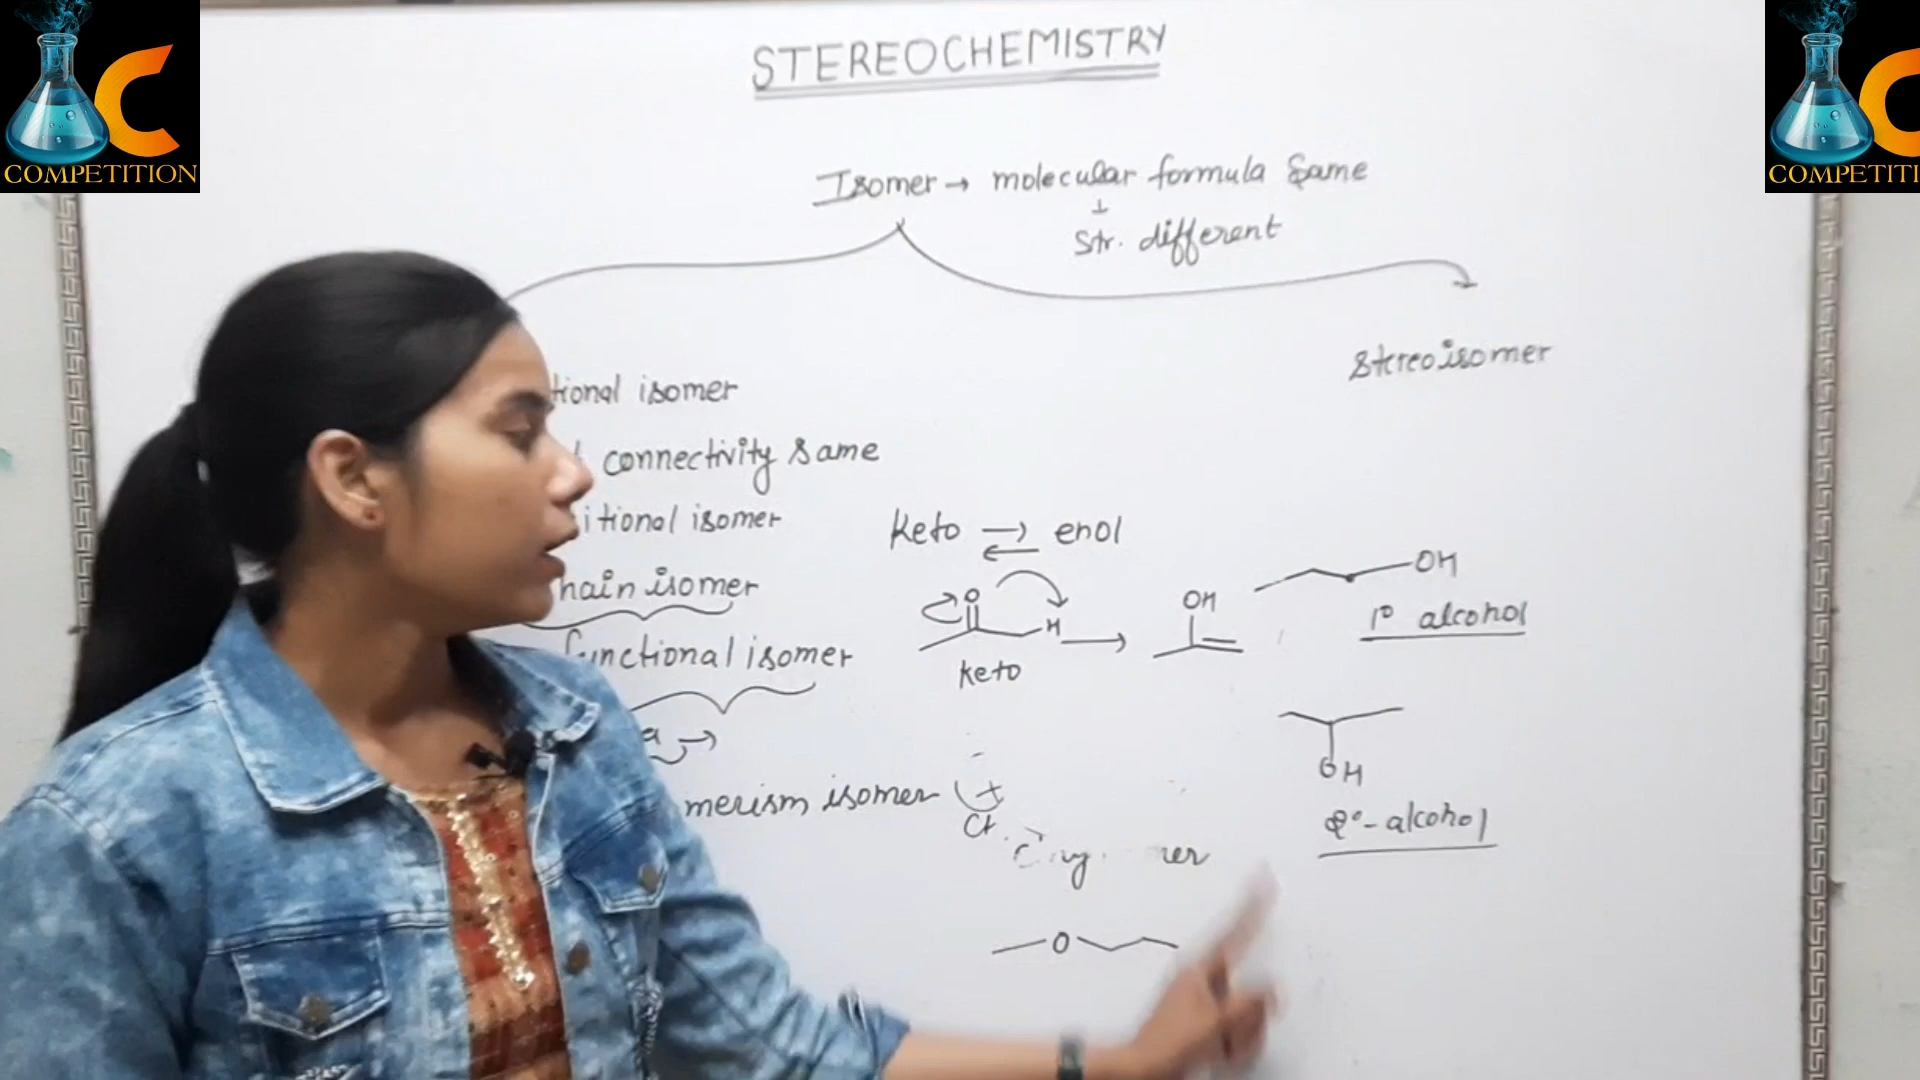 C
COMPETITION
C
COMPETITI
STEREOCHEMISTRY
Isomer → molecular formula same
↓
Str. different
tional isomer
connectivity same
itional isomer
hain isomer
functional isomer
a →
merism isomer
Stereoisomer
Keto ⇌ enol
O
H
→
keto
OH
OH
1° alcohol
OH
2°-alcohol
O